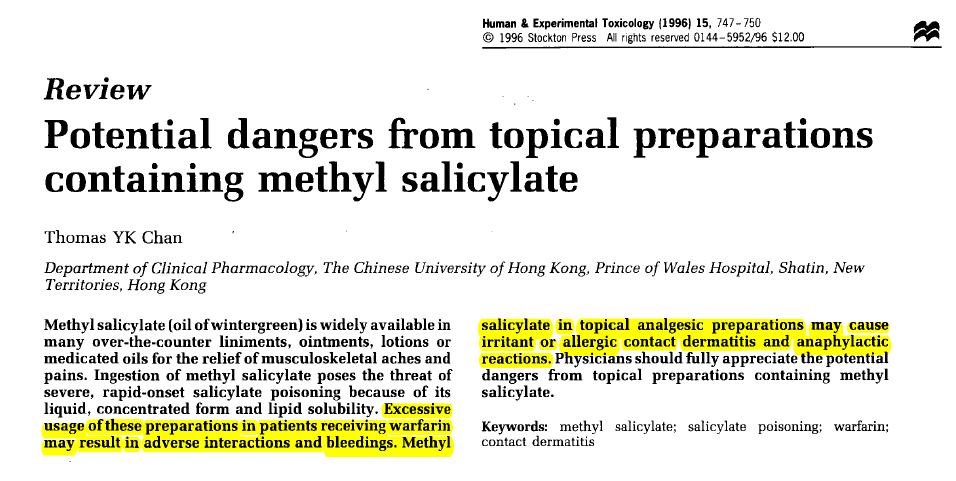 Human & Experimental Toxicology (1996) 15, 747–750
© 1996 Stockton Press All rights reserved 0144–5952/96 $12.00
Review
Potential dangers from topical preparations
containing methyl salicylate
Thomas YK Chan
Department of Clinical Pharmacology, The Chinese University of Hong Kong, Prince of Wales Hospital, Shatin, New
Territories, Hong Kong
Methyl salicylate (oil of wintergreen) is widely available in
many over-the-counter liniments, ointments, lotions or
medicated oils for the relief of musculoskeletal aches and
pains. Ingestion of methyl salicylate poses the threat of
severe, rapid-onset salicylate poisoning because of its
liquid, concentrated form and lipid solubility. Excessive
usage of these preparations in patients receiving warfarin
may result in adverse interactions and bleedings. Methyl
salicylate in topical analgesic preparations may cause
irritant or allergic contact dermatitis and anaphylactic
reactions. Physicians should fully appreciate the potential
dangers from topical preparations containing methyl
salicylate.
Keywords: methyl salicylate; salicylate poisoning; warfarin;
contact dermatitis